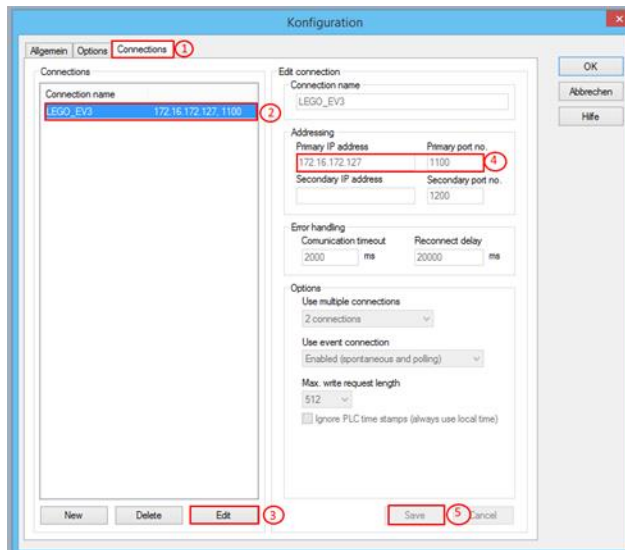 Konfiguration
Allgemein Options Connections 1
Connections
Connection name
LEGO_EV3 172.16.172.127, 1100 2
New Delete Edit 3
Edit connection
Connection name
LEGO_EV3
Addressing
Primary IP address Primary port no.
172.16.172.127 1100 4
Secondary IP address Secondary port no.
1200
Error handling
Comunication timeout Reconnect delay
2000 ms 20000 ms
Options
Use multiple connections
2 connections
Use event connection
Enabled (spontaneous and polling)
Max. write request length
512
Ignore PLC time stamps (always use local time)
Save 5 Cancel
OK
Abbrechen
Hilfe